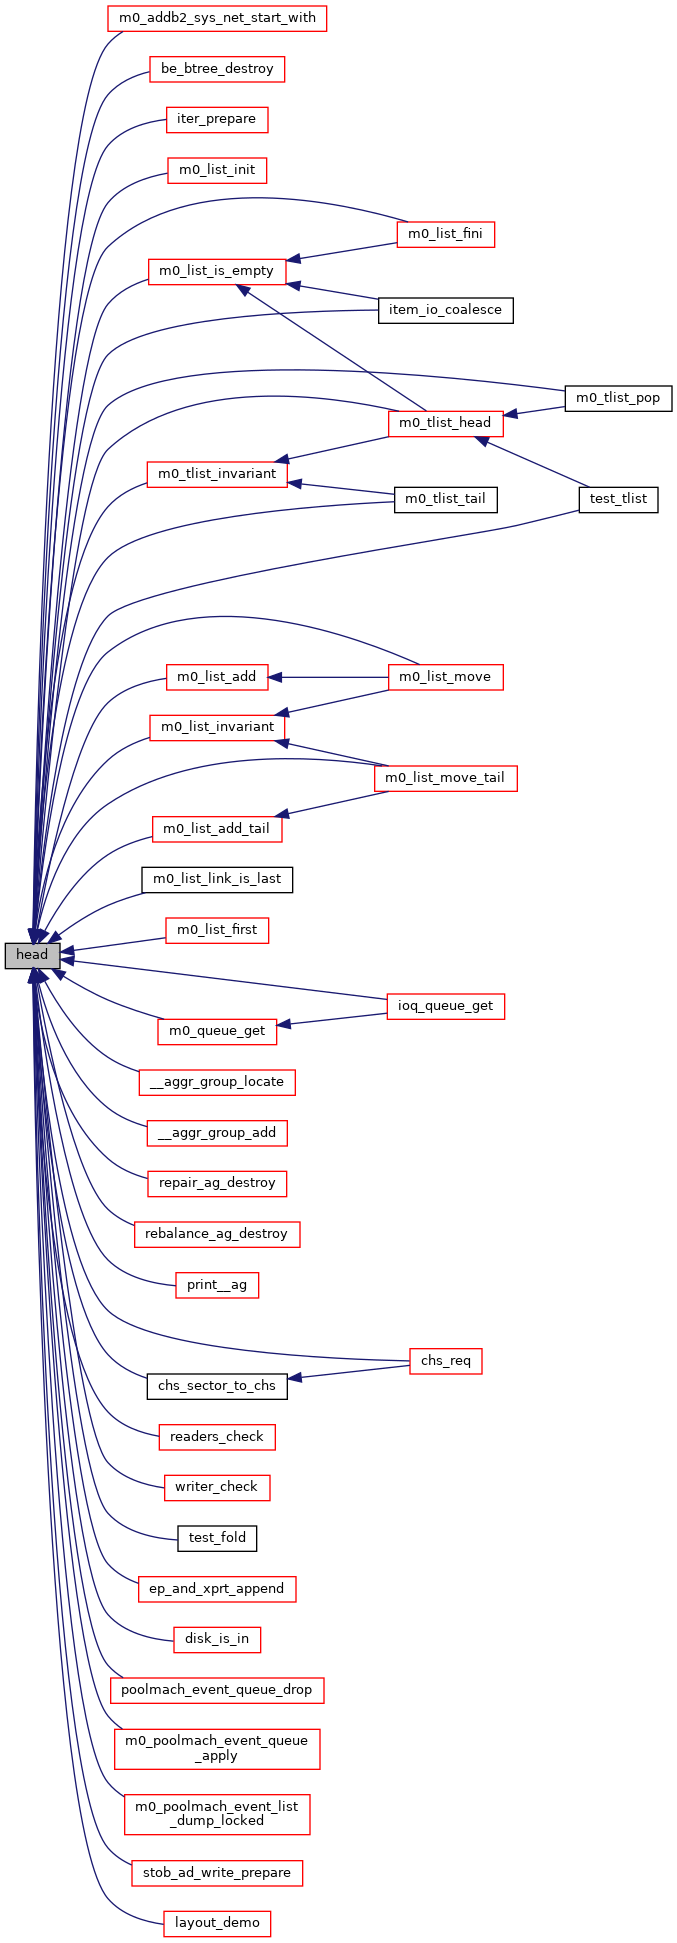 m0_addb2_sys_net_start_with
be_btree_destroy
iter_prepare
m0_list_init
m0_list_fini
m0_list_is_empty
item_io_coalesce
m0_tlist_pop
m0_tlist_head
m0_tlist_invariant
m0_tlist_tail
test_tlist
m0_list_add
m0_list_move
m0_list_invariant
m0_list_move_tail
m0_list_add_tail
m0_list_link_is_last
m0_list_first
head
ioq_queue_get
m0_queue_get
__aggr_group_locate
__aggr_group_add
repair_ag_destroy
rebalance_ag_destroy
print__ag
chs_req
chs_sector_to_chs
readers_check
writer_check
test_fold
ep_and_xprt_append
disk_is_in
poolmach_event_queue_drop
m0_poolmach_event_queue
_apply
m0_poolmach_event_list
_dump_locked
stob_ad_write_prepare
layout_demo